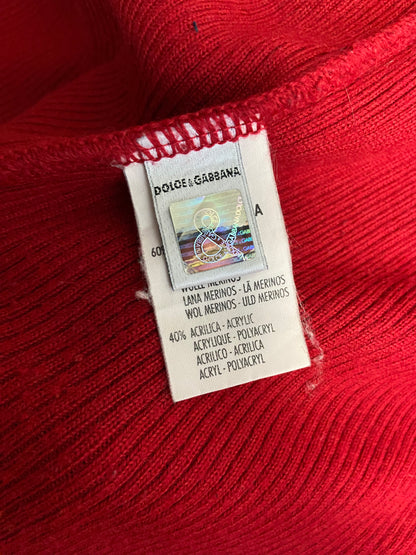 DOLCE & GABBANA
A
60%
WOLLE MERINOS
LANA MERINOS - LÃ MERINOS
WOL MERINOS - ULD MERINOS
40% ACRILICA - ACRYLIC
ACRYLIQUE - POLYACRYL
ACRILICO - ACRILICA
ACRYL - POLYACRYL